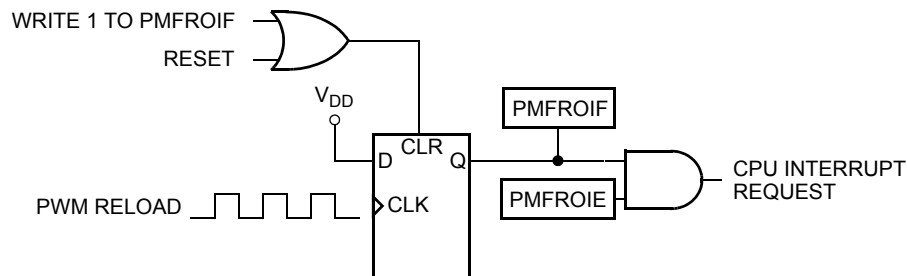 WRITE 1 TO PMFROIF
RESET
VDD
PMFROIF
D
CLR
Q
CPU INTERRUPT
REQUEST
PWM RELOAD
CLK
PMFROIE